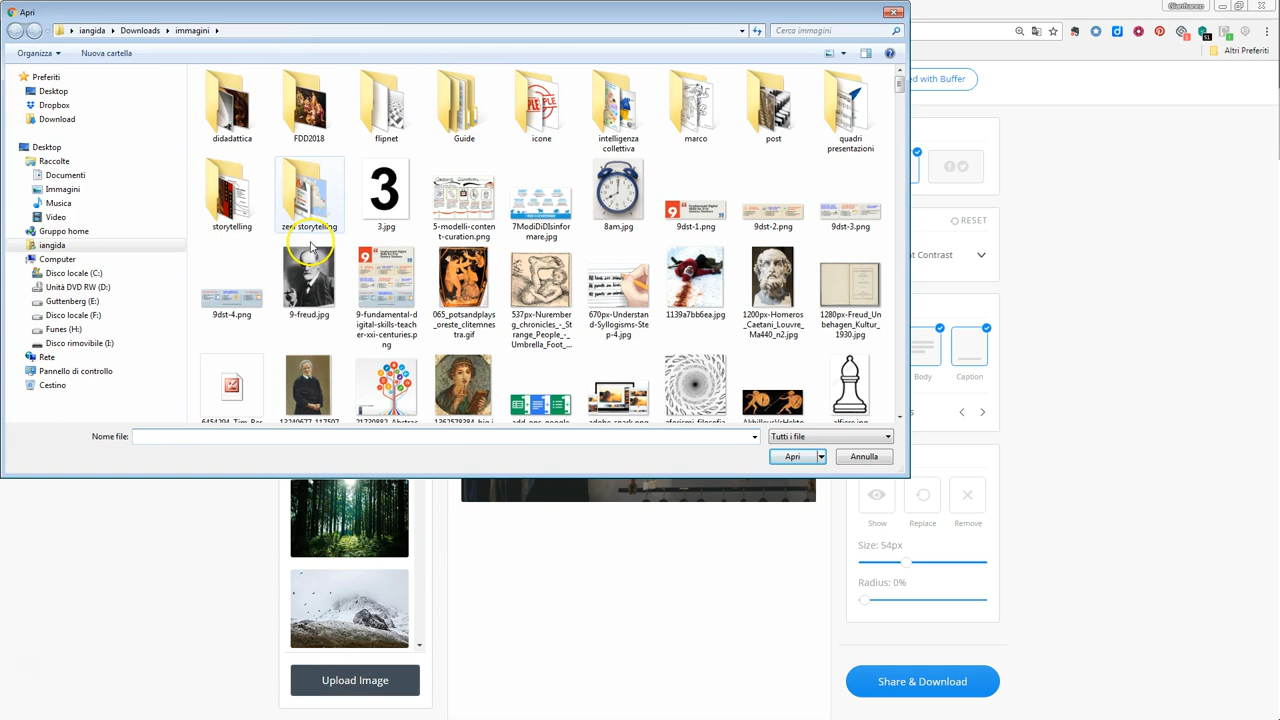 Apri
Gianfranco
iangida ▸ Downloads ▸ immagini ▸
Cerca immagini
Organizza
Nuova cartella
Altri Preferiti
ed with Buffer
Preferiti
Desktop
Dropbox
Download
Desktop
Raccolte
Documenti
Immagini
Musica
Video
Gruppo home
iangida
Computer
Disco locale (C:)
Unità DVD RW (D:)
Guttenberg (E:)
Disco locale (F:)
Funes (H:)
Disco rimovibile (I:)
Rete
Pannello di controllo
Cestino
didadattica
FDD2018
flipnet
Guide
icone
intelligenza collettiva
marco
post
quadri presentazioni
storytelling
zero storytelling
3
3.jpg
5-modelli-content-curation.png
7ModiDiDIsinformare.jpg
8am.jpg
9dst-1.png
9dst-2.png
9dst-3.png
9dst-4.png
9-freud.jpg
9-fundamental-digital-skills-teacher-xxi-centuries.png
065_potsandplays_oreste_clitemnestra.gif
537px-Nuremberg_chronicles_-_Strange_People_-_Umbrella_Foot_...
670px-Understand-Syllogisms-Step-4.jpg
1139a7bb6ea.jpg
1200px-Homeros_Caetani_Louvre_Ma440_n2.jpg
1280px-Freud_Unbehagen_Kultur_1930.jpg
RESET
Contrast
Body
Caption
Nome file:
Tutti i file
Apri
Annulla
Show
Replace
Remove
Size: 54px
Radius: 0%
Upload Image
Share & Download